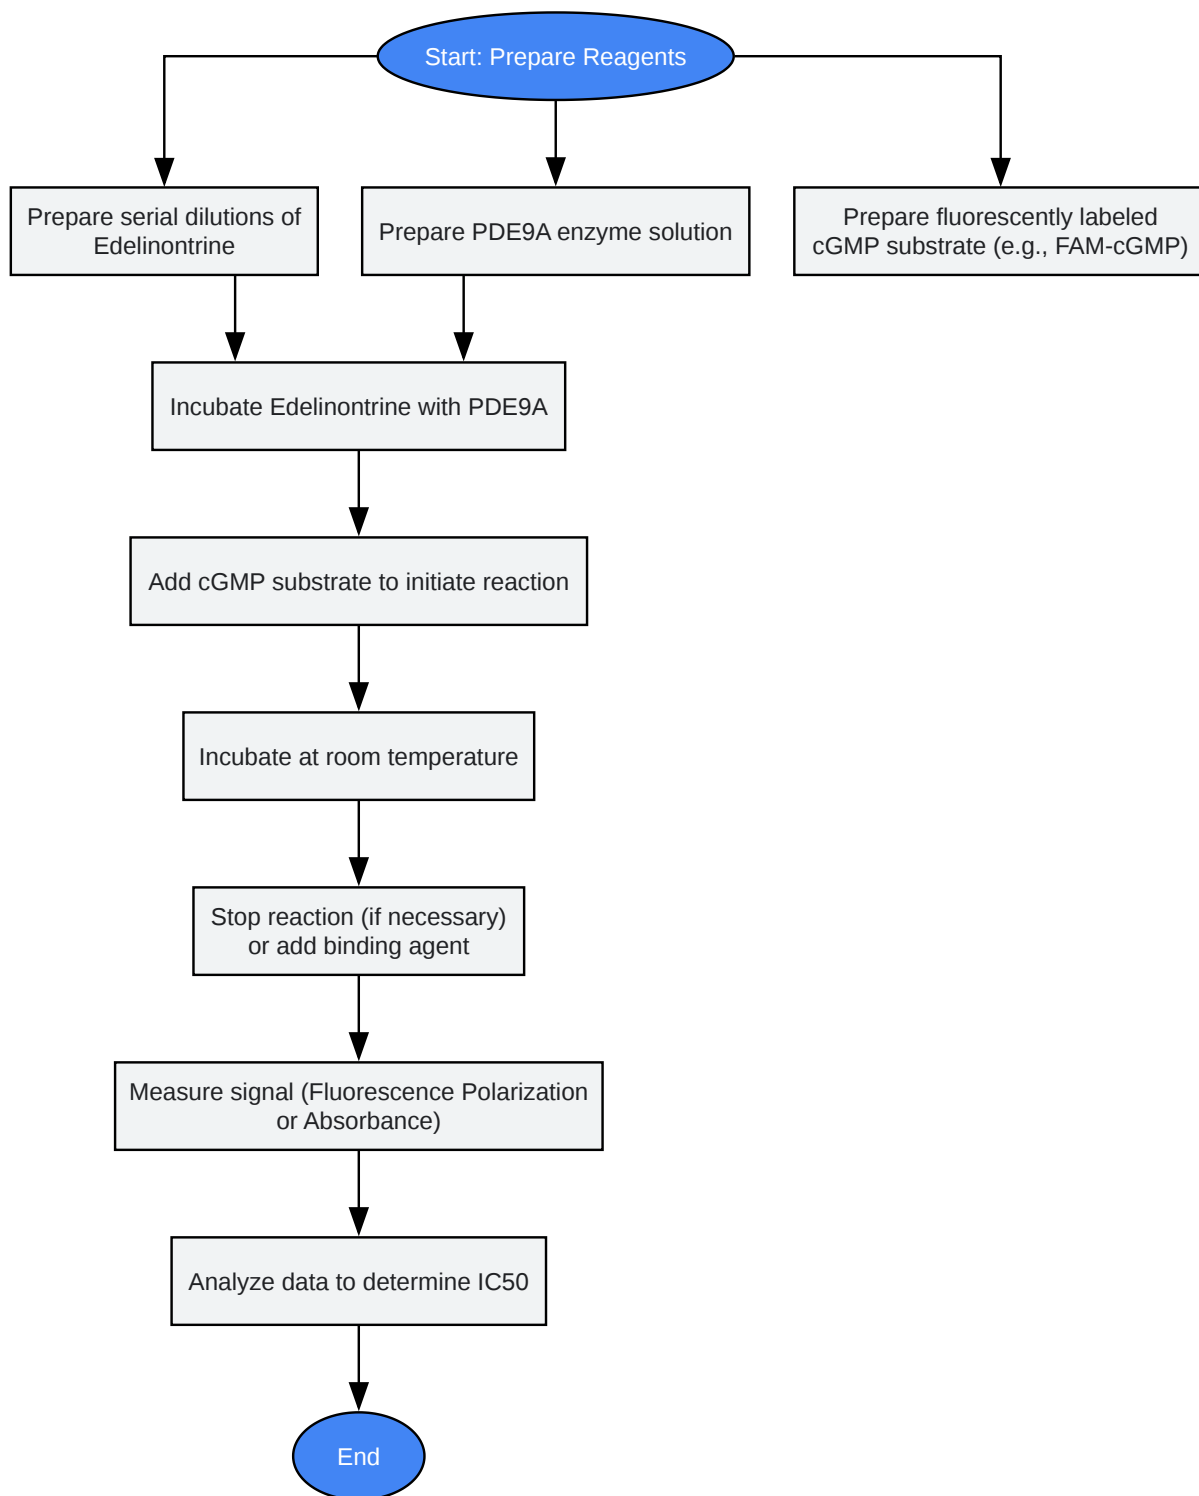 Start: Prepare Reagents
Prepare serial dilutions of
Edelinontrine
Prepare PDE9A enzyme solution
Prepare fluorescently labeled
cGMP substrate (e.g., FAM-cGMP)
Incubate Edelinontrine with PDE9A
Add cGMP substrate to initiate reaction
Incubate at room temperature
Stop reaction (if necessary)
or add binding agent
Measure signal (Fluorescence Polarization
or Absorbance)
Analyze data to determine IC50
End